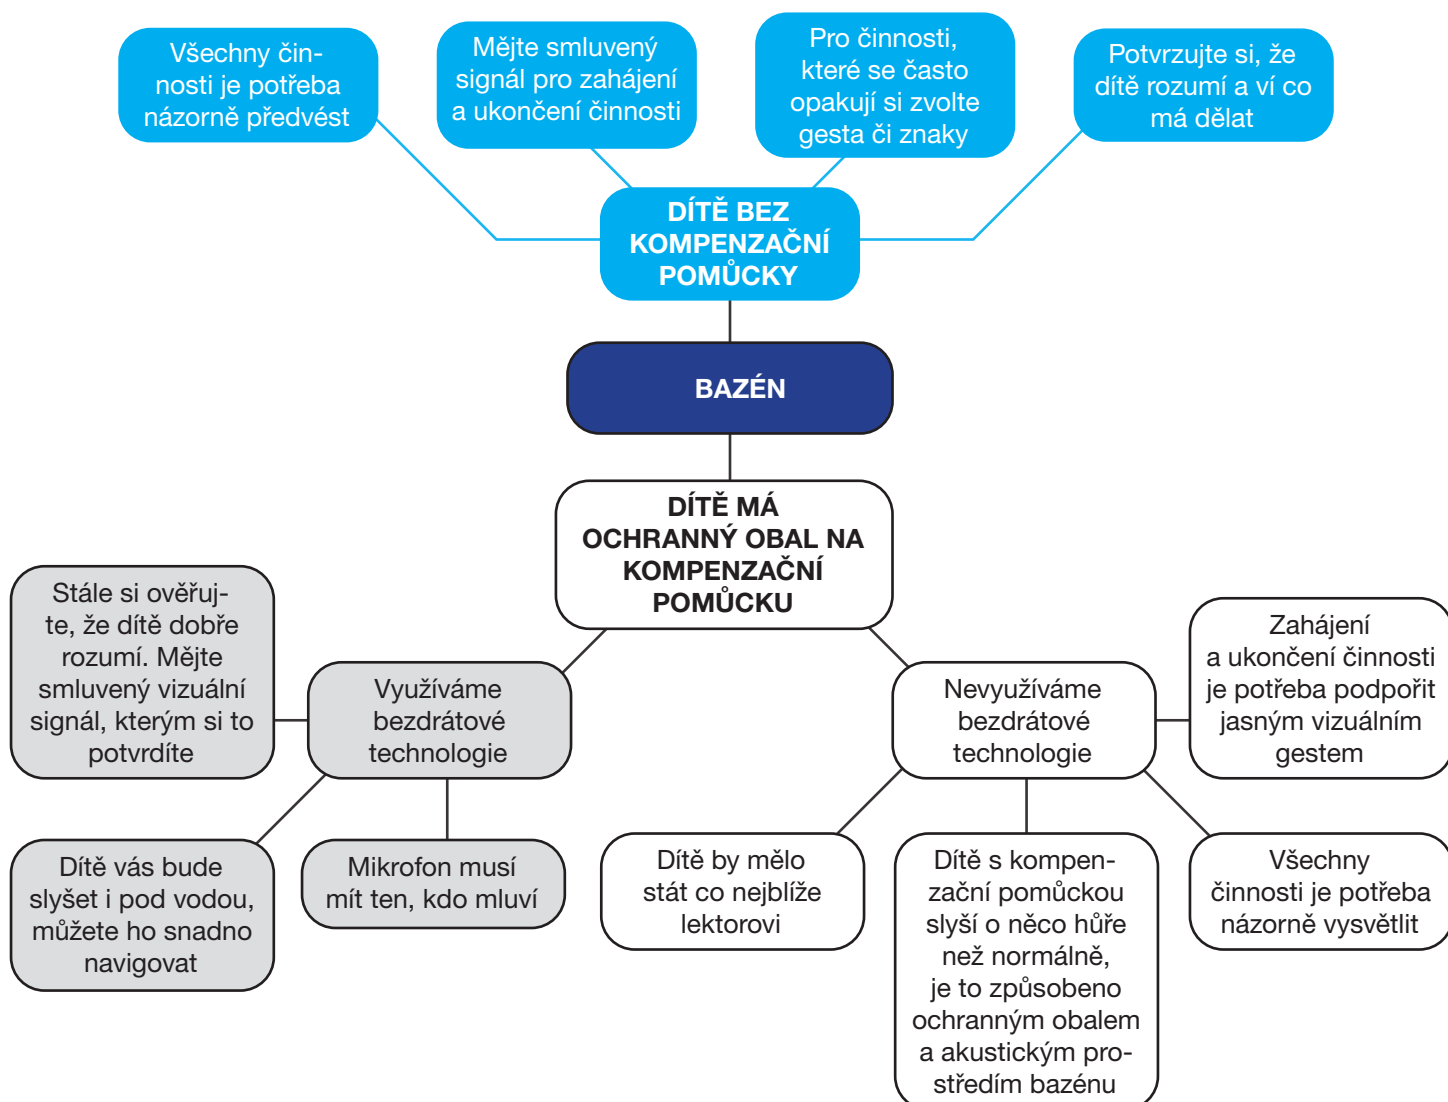 Všechny čin-
nosti je potřeba
názorně předvést
Mějte smluvený
signál pro zahájení
a ukončení činnosti
Pro činnosti,
které se často
opakují si zvolte
gesta či znaky
Potvrzujte si, že
dítě rozumí a ví co
má dělat
DÍTĚ BEZ
KOMPENZAČNÍ
POMŮCKY
BAZÉN
DÍTĚ MÁ
OCHRANNÝ OBAL NA
KOMPENZAČNÍ
POMŮCKU
Stále si ověřuj-
te, že dítě dobře
rozumí. Mějte
smluvený vizuální
signál, kterým si to
potvrdíte
Využíváme
bezdrátové
technologie
Nevyužíváme
bezdrátové
technologie
Zahájení
a ukončení činnosti
je potřeba podpořit
jasným vizuálním
gestem
Dítě vás bude
slyšet i pod vodou,
můžete ho snadno
navigovat
Mikrofon musí
mít ten, kdo mluví
Dítě by mělo
stát co nejblíže
lektorovi
Dítě s kompen-
zační pomůckou
slyší o něco hůře
než normálně,
je to způsobeno
ochranným obalem
a akustickým pro-
středím bazénu
Všechny
činnosti je potřeba
názorně vysvětlit